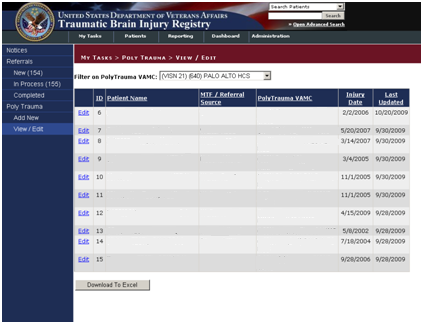 UNITED STATES DEPARTMENT OF VETERANS AFFAIRS
Traumatic Brain Injury Registry
Search Patients
Search
» Open Advanced Search
My Tasks Patients Reporting Dashboard Administration
Notices
Referrals
New (154)
In Process (155)
Completed
Poly Trauma
Add New
View / Edit
MY TASKS > POLY TRAUMA > VIEW / EDIT
Filter on PolyTrauma VAMC: (VISN 21) (640) PALO ALTO HCS
ID Patient Name MTF / Referral Source PolyTrauma VAMC Injury Date Last Updated
Edit 6 2/2/2006 10/20/2009
Edit 7 5/20/2007 9/30/2009
Edit 8 3/14/2007 9/30/2009
Edit 9 3/4/2005 9/30/2009
Edit 10 11/1/2005 9/30/2009
Edit 11 11/1/2005 9/30/2009
Edit 12 4/15/2009 9/28/2009
Edit 13 5/8/2002 9/28/2009
Edit 14 7/18/2004 9/28/2009
Edit 15 9/28/2006 9/28/2009
Download To Excel